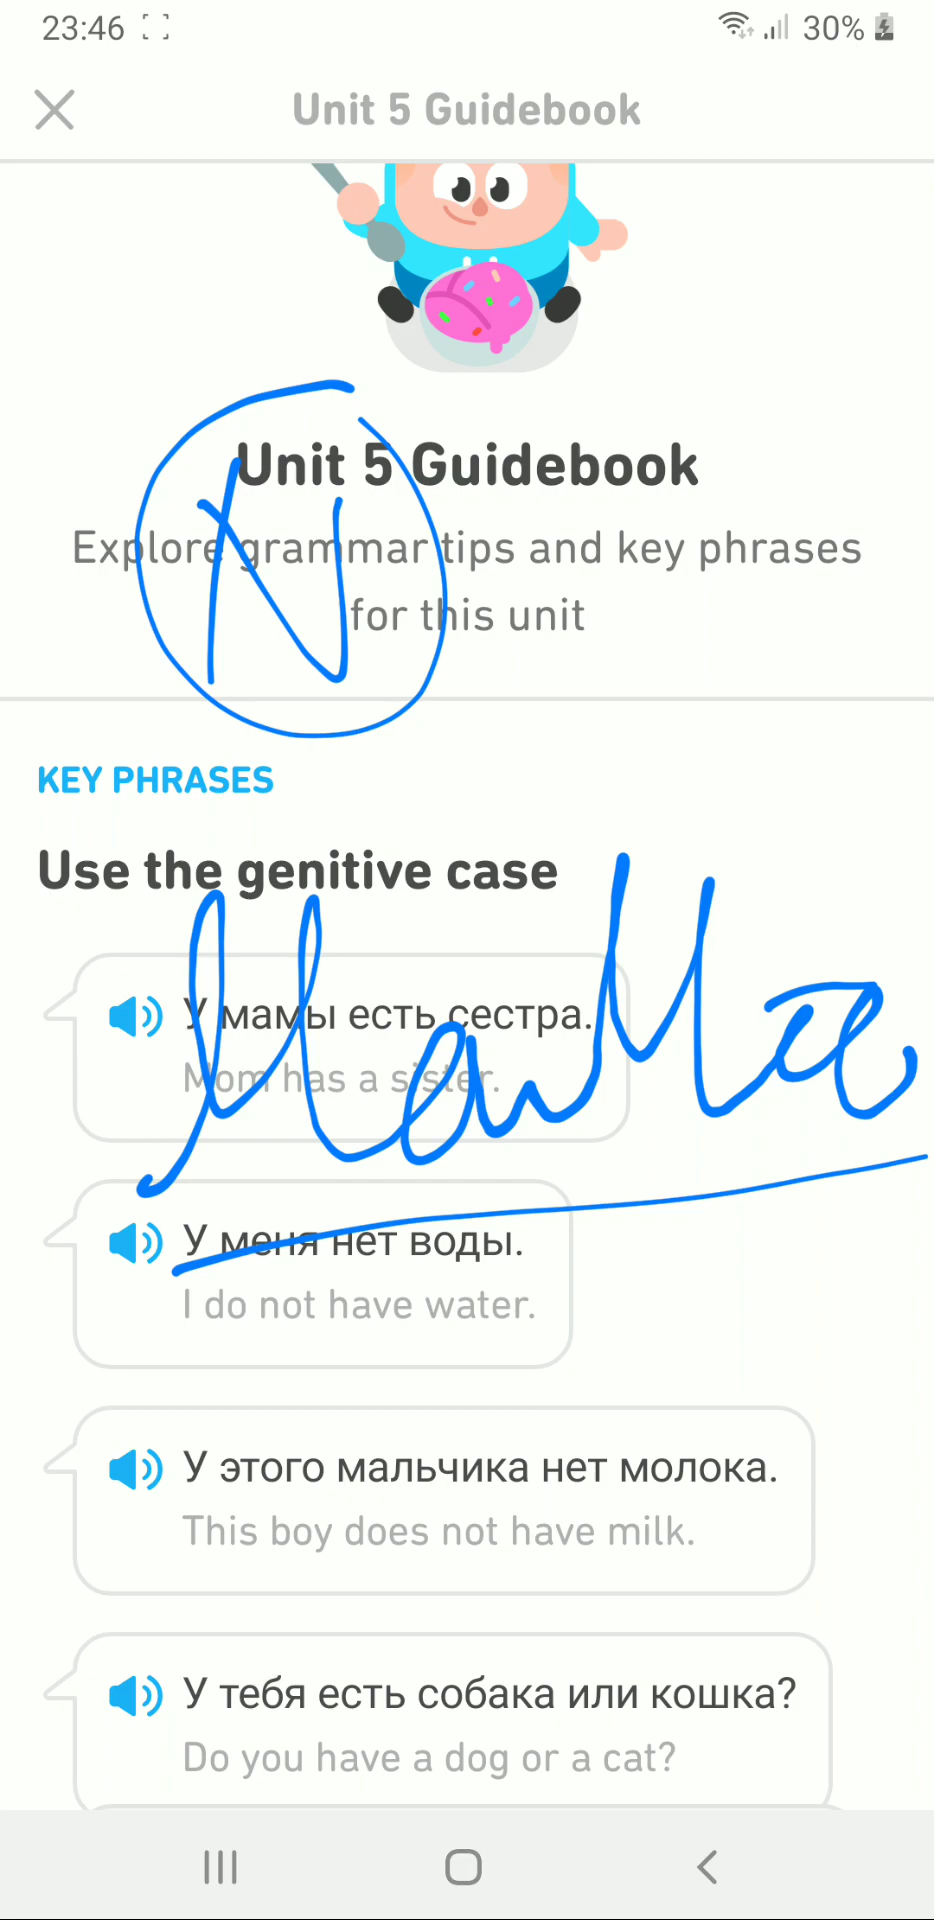 23:46 30%
Unit 5 Guidebook
Unit 5 Guidebook
Explore grammar tips and key phrases
for this unit
N
KEY PHRASES
Use the genitive case
У мамы есть сестра.
Mom has a sister.
Мама
У меня нет воды.
I do not have water.
У этого мальчика нет молока.
This boy does not have milk.
У тебя есть собака или кошка?
Do you have a dog or a cat?